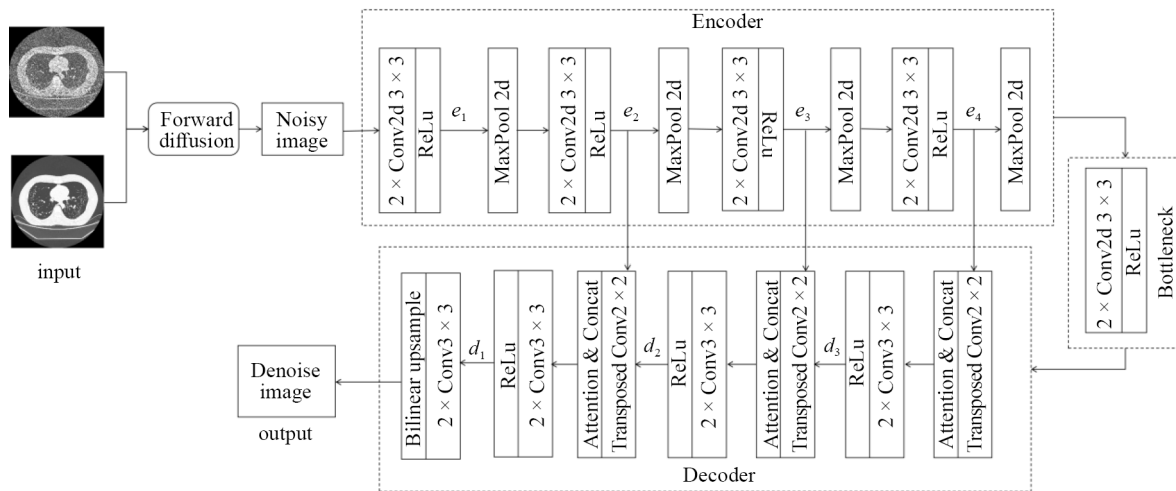 Encoder
2 × Conv2d 3 × 3
ReLu
e₁
MaxPool 2d
2 × Conv2d 3 × 3
ReLu
e₂
MaxPool 2d
2 × Conv2d 3 × 3
ReLu
e₃
MaxPool 2d
2 × Conv2d 3 × 3
ReLu
e₄
MaxPool 2d
Forward
diffusion
Noisy
image
input
2 × Conv2d 3 × 3
ReLu
Bottleneck
Bilinear upsample
2 × Conv3 × 3
d₁
ReLu
2 × Conv3 × 3
Attention & Concat
Transposed Conv2 × 2
d₂
ReLu
2 × Conv3 × 3
Attention & Concat
Transposed Conv2 × 2
d₃
ReLu
2 × Conv3 × 3
Attention & Concat
Transposed Conv2 × 2
Denoise
image
output
Decoder